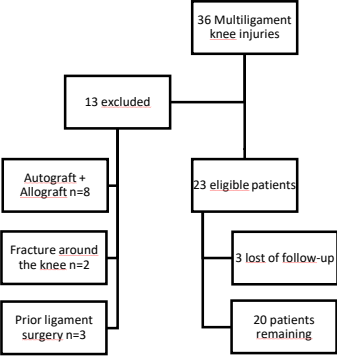 36 Multiligament
knee injuries
13 excluded
Autograft +
Allograft n=8
23 eligible patients
Fracture around
the knee n=2
3 lost of follow-up
Prior ligament
surgery n=3
20 patients
remaining